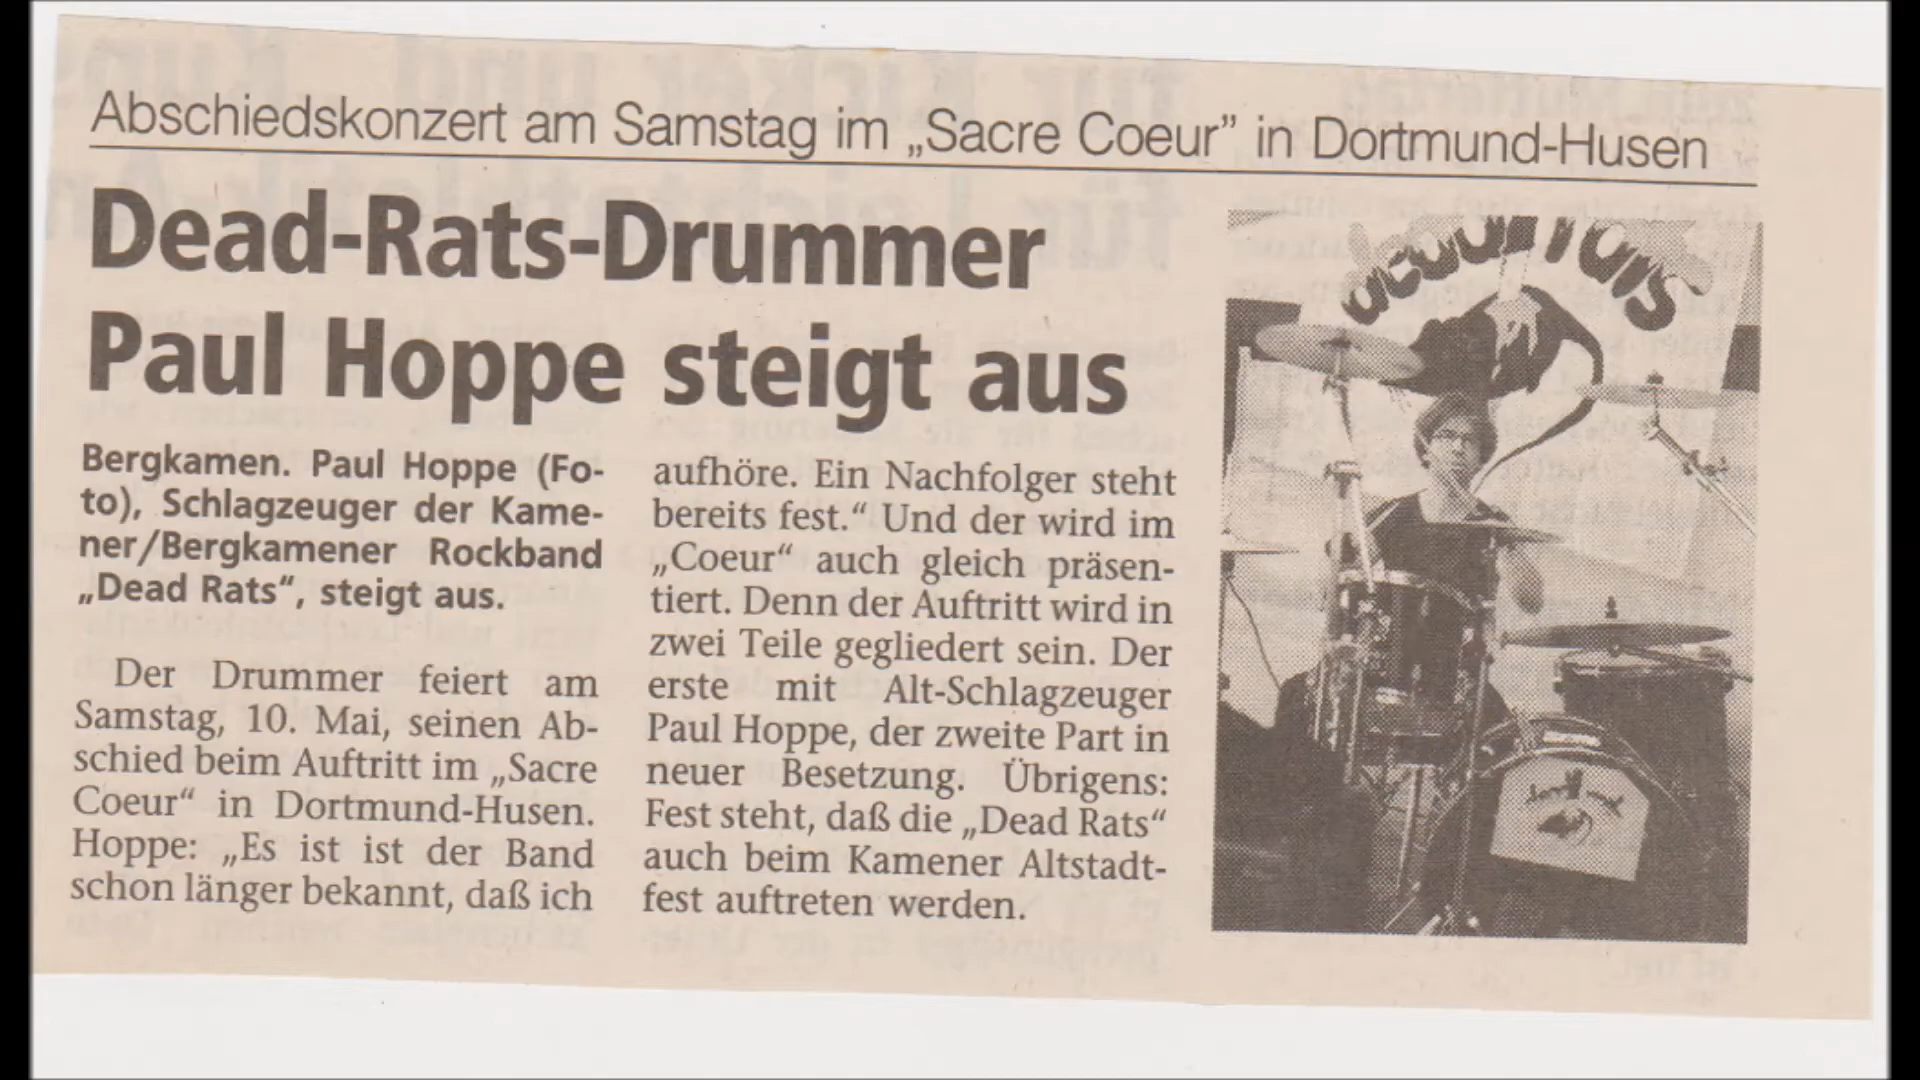 Abschiedskonzert am Samstag im „Sacre Coeur” in Dortmund-Husen
Dead-Rats-Drummer
Paul Hoppe steigt aus
Bergkamen. Paul Hoppe (Fo-
to), Schlagzeuger der Kame-
ner/Bergkamener Rockband
„Dead Rats“, steigt aus.
Der Drummer feiert am
Samstag, 10. Mai, seinen Ab-
schied beim Auftritt im „Sacre
Coeur“ in Dortmund-Husen.
Hoppe: „Es ist ist der Band
schon länger bekannt, daß ich
aufhöre. Ein Nachfolger steht
bereits fest.“ Und der wird im
„Coeur“ auch gleich präsen-
tiert. Denn der Auftritt wird in
zwei Teile gegliedert sein. Der
erste mit Alt-Schlagzeuger
Paul Hoppe, der zweite Part in
neuer Besetzung. Übrigens:
Fest steht, daß die „Dead Rats“
auch beim Kamener Altstadt-
fest auftreten werden.
dead rats